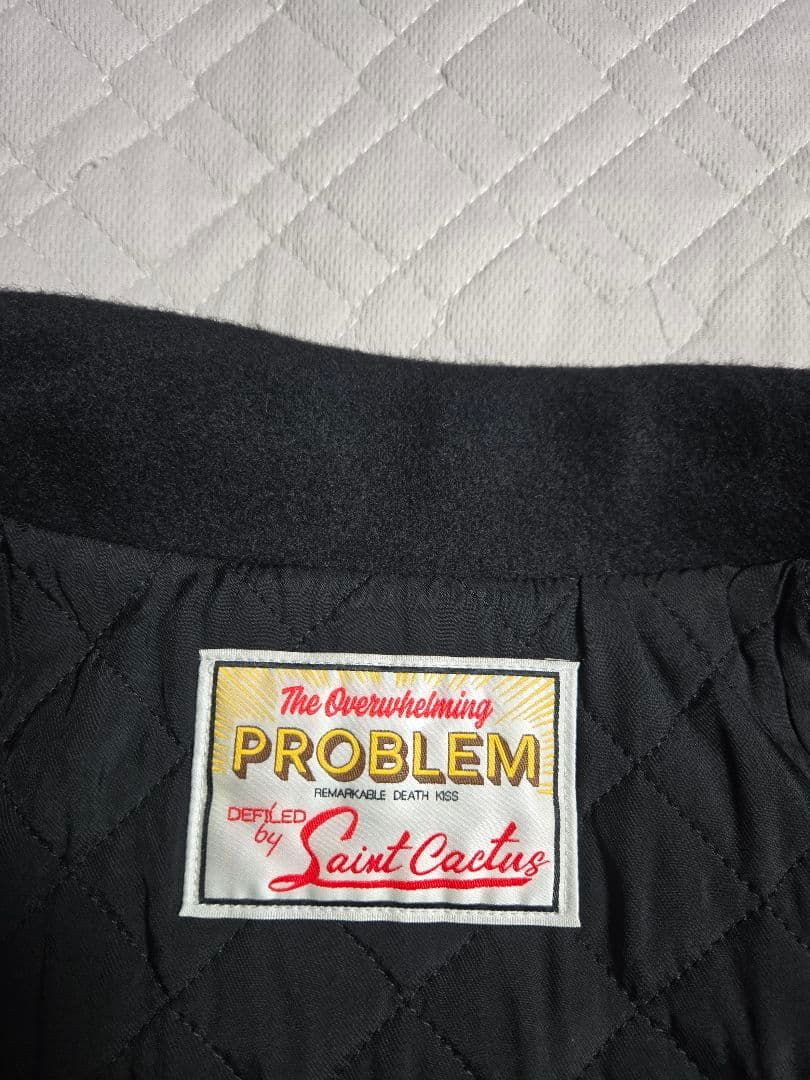 The Overwhelming
PROBLEM
REMARKABLE DEATH KISS
DEFILED
by
Saint Cactus